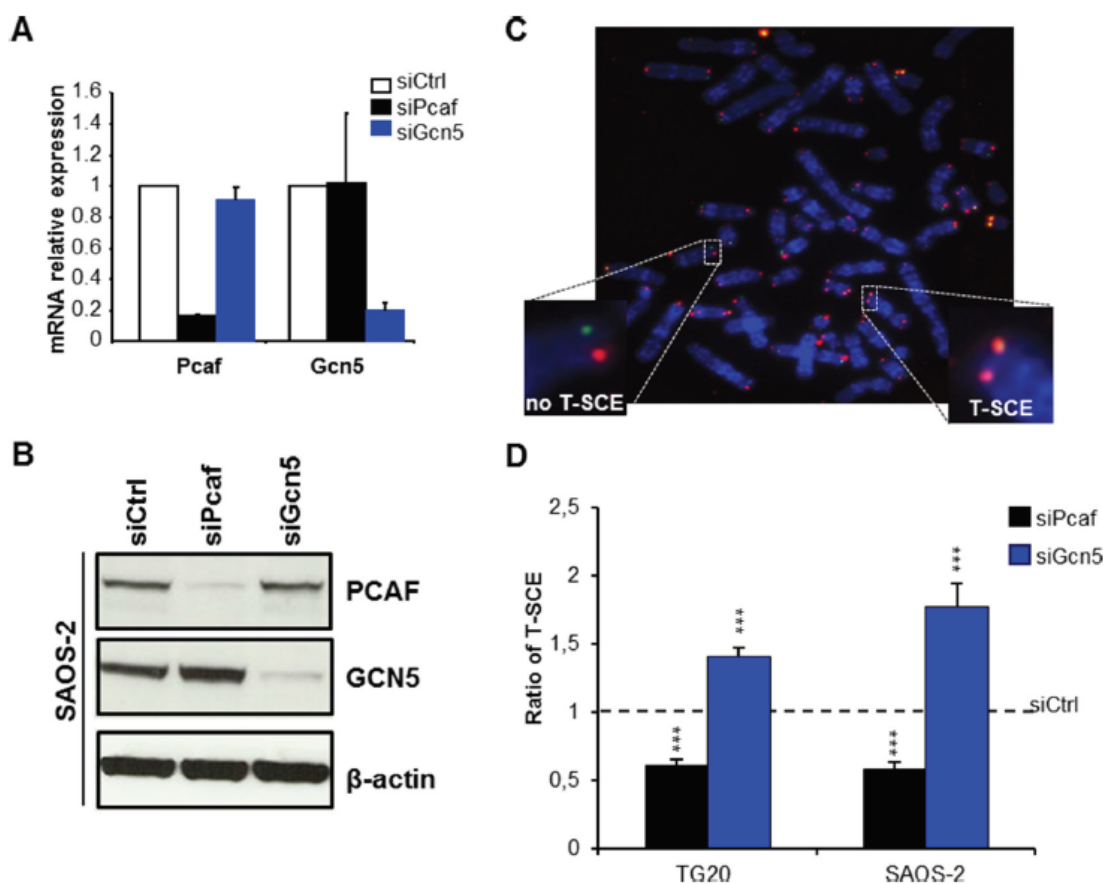 A
siCtrl
siPcaf
siGcn5
mRNA relative expression
1.6
1.4
1.2
1
0.8
0.6
0.4
0.2
0
Pcaf
Gcn5
B
siCtrl
siPcaf
siGcn5
SAOS-2
PCAF
GCN5
β-actin
C
no T-SCE
T-SCE
D
siPcaf
siGcn5
Ratio of T-SCE
2,5
2
1,5
1
0,5
0
***
***
***
***
siCtrl
TG20
SAOS-2